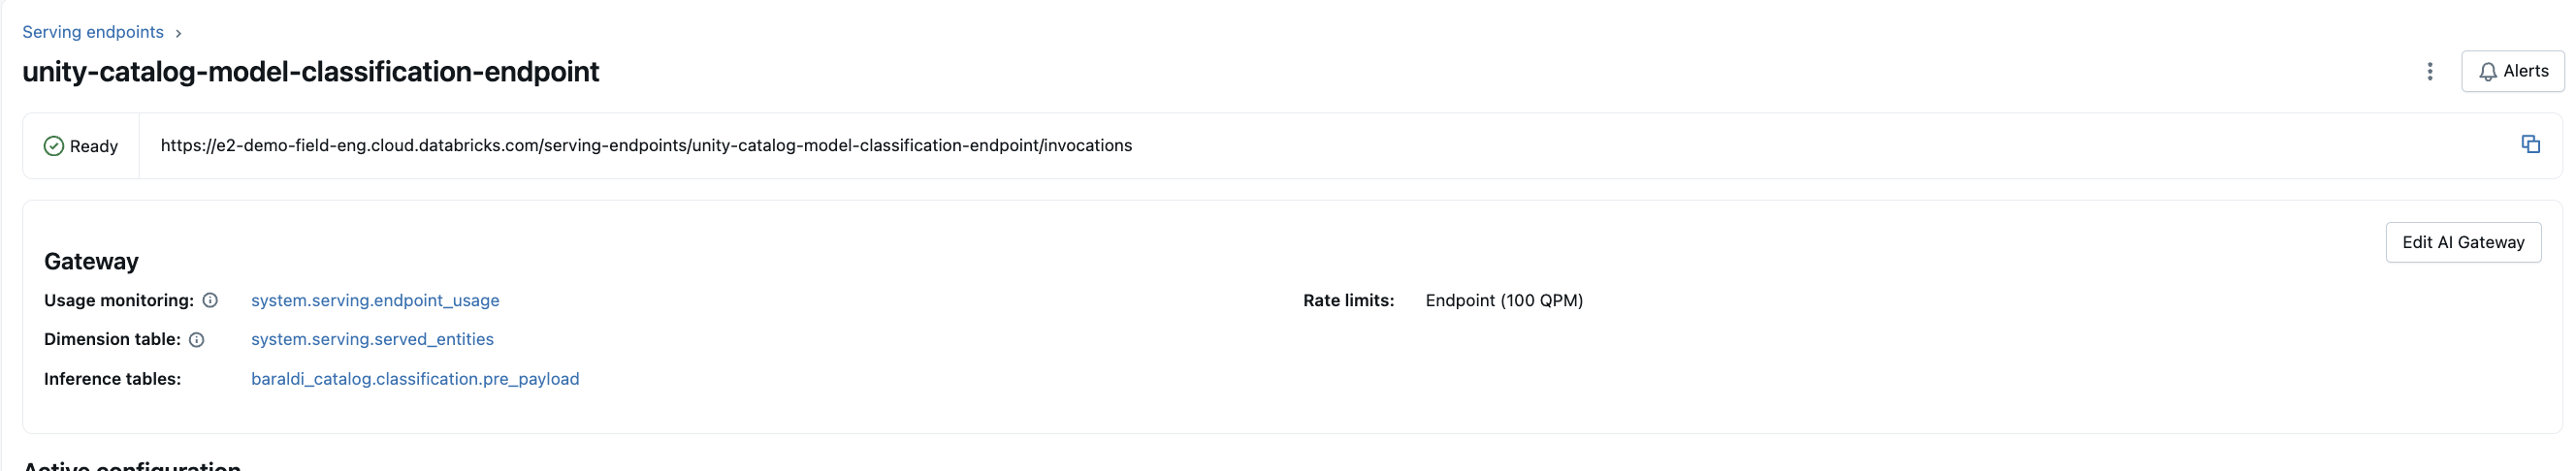 Serving endpoints >
unity-catalog-model-classification-endpoint
Alerts
Ready
https://e2-demo-field-eng.cloud.databricks.com/serving-endpoints/unity-catalog-model-classification-endpoint/invocations
Edit AI Gateway
Gateway
Usage monitoring: system.serving.endpoint_usage
Rate limits: Endpoint (100 QPM)
Dimension table: system.serving.served_entities
Inference tables: baraldi_catalog.classification.pre_payload
Active configuration